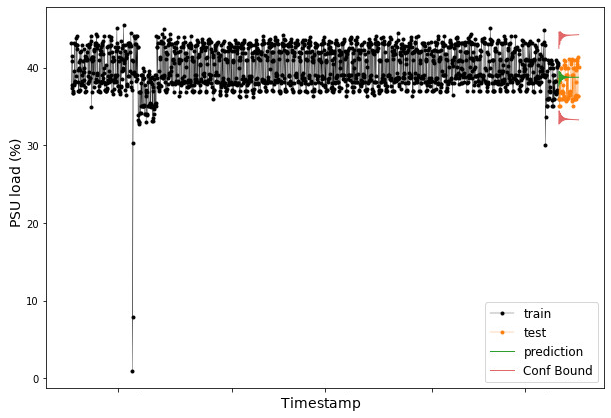 PSU load (%)
40
30
20
10
0
train
test
prediction
Conf Bound
Timestamp